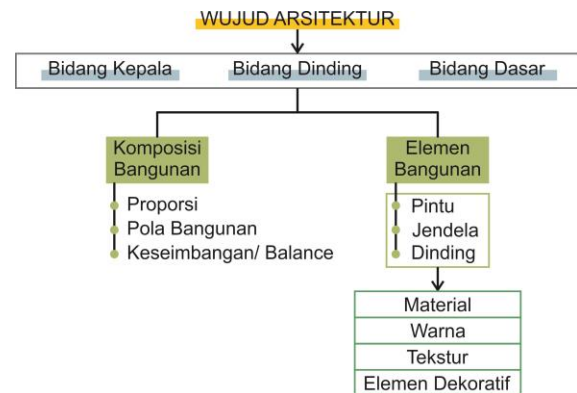 WUJUD ARSITEKTUR
Bidang Kepala Bidang Dinding Bidang Dasar
Komposisi
Bangunan
Proporsi
Pola Bangunan
Keseimbangan/ Balance
Elemen
Bangunan
Pintu
Jendela
Dinding
Material
Warna
Tekstur
Elemen Dekoratif